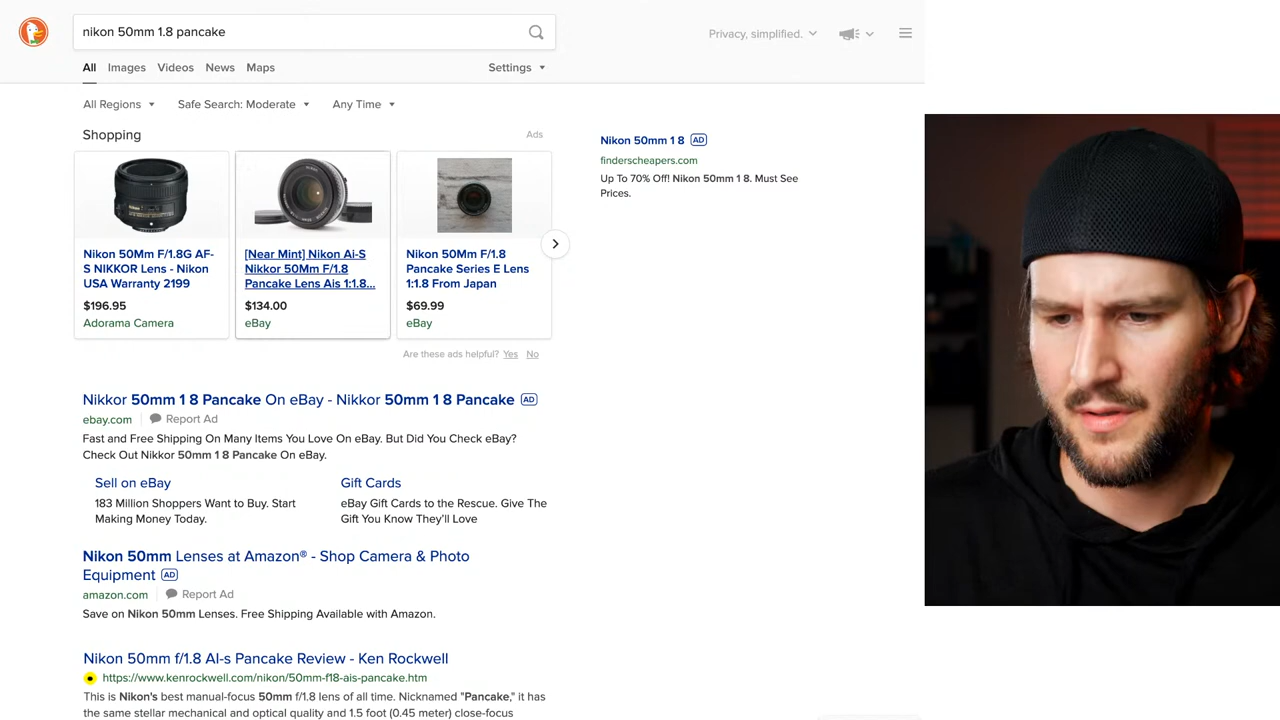 nikon 50mm 1.8 pancake
Privacy, simplified.
All Images Videos News Maps
Settings
All Regions Safe Search: Moderate Any Time
Shopping
Ads
Nikon 50Mm F/1.8G AF-
S NIKKOR Lens - Nikon
USA Warranty 2199
$196.95
Adorama Camera
[Near Mint] Nikon Ai-S
Nikkor 50Mm F/1.8
Pancake Lens Ais 1:1.8...
$134.00
eBay
Nikon 50Mm F/1.8
Pancake Series E Lens
1:1.8 From Japan
$69.99
eBay
Are these ads helpful? Yes No
Nikon 50mm 1 8 AD
finderscheapers.com
Up To 70% Off! Nikon 50mm 1 8. Must See
Prices.
Nikkor 50mm 1 8 Pancake On eBay - Nikkor 50mm 1 8 Pancake AD
ebay.com Report Ad
Fast and Free Shipping On Many Items You Love On eBay. But Did You Check eBay?
Check Out Nikkor 50mm 1 8 Pancake On eBay.
Sell on eBay
183 Million Shoppers Want to Buy. Start
Making Money Today.
Gift Cards
eBay Gift Cards to the Rescue. Give The
Gift You Know They'll Love
Nikon 50mm Lenses at Amazon® - Shop Camera & Photo
Equipment AD
amazon.com Report Ad
Save on Nikon 50mm Lenses. Free Shipping Available with Amazon.
Nikon 50mm f/1.8 AI-s Pancake Review - Ken Rockwell
https://www.kenrockwell.com/nikon/50mm-f18-ais-pancake.htm
This is Nikon's best manual-focus 50mm f/1.8 lens of all time. Nicknamed "Pancake," it has
the same stellar mechanical and optical quality and 1.5 foot (0.45 meter) close-focus